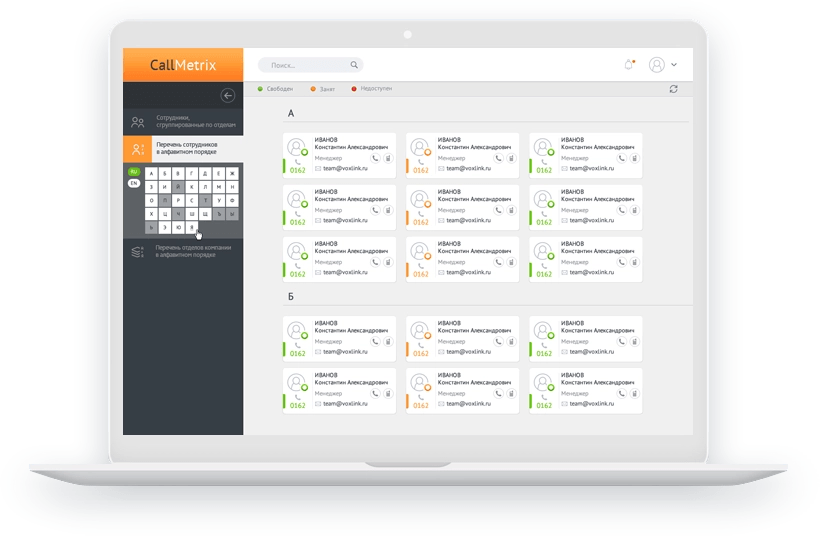 CallMetrix
Поиск...
Свободен Занят Недоступен
Сотрудники,
сгруппированные по отделам
Перечень сотрудников
в алфавитном порядке
RU
EN
А Б В Г Д Е Ж
З И Й К Л М Н
О П Р С Т У Ф
Х Ц Ч Ш Щ Ъ Ы
Ь Э Ю Я
Перечень отделов компании
в алфавитном порядке
А
ИВАНОВ ИВАНОВ ИВАНОВ
Константин Александрович Константин Александрович Константин Александрович
Менеджер Менеджер Менеджер
0162 team@voxlink.ru 0162 team@voxlink.ru 0162 team@voxlink.ru
ИВАНОВ ИВАНОВ ИВАНОВ
Константин Александрович Константин Александрович Константин Александрович
Менеджер Менеджер Менеджер
0162 team@voxlink.ru 0162 team@voxlink.ru 0162 team@voxlink.ru
ИВАНОВ ИВАНОВ ИВАНОВ
Константин Александрович Константин Александрович Константин Александрович
Менеджер Менеджер Менеджер
0162 team@voxlink.ru 0162 team@voxlink.ru 0162 team@voxlink.ru
Б
ИВАНОВ ИВАНОВ ИВАНОВ
Константин Александрович Константин Александрович Константин Александрович
Менеджер Менеджер Менеджер
0162 team@voxlink.ru 0162 team@voxlink.ru 0162 team@voxlink.ru
ИВАНОВ ИВАНОВ ИВАНОВ
Константин Александрович Константин Александрович Константин Александрович
Менеджер Менеджер Менеджер
0162 team@voxlink.ru 0162 team@voxlink.ru 0162 team@voxlink.ru